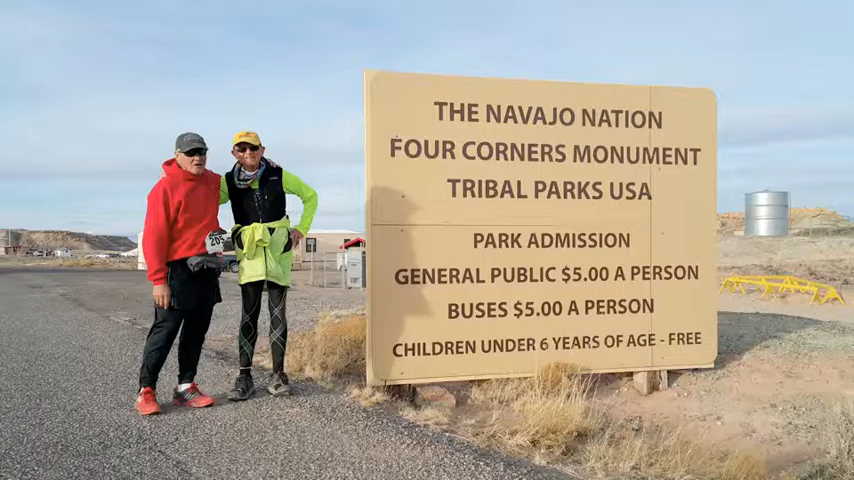 THE NAVAJO NATION
FOUR CORNERS MONUMENT
TRIBAL PARKS USA
PARK ADMISSION
GENERAL PUBLIC $5.00 A PERSON
BUSES $5.00 A PERSON
CHILDREN UNDER 6 YEARS OF AGE - FREE
205